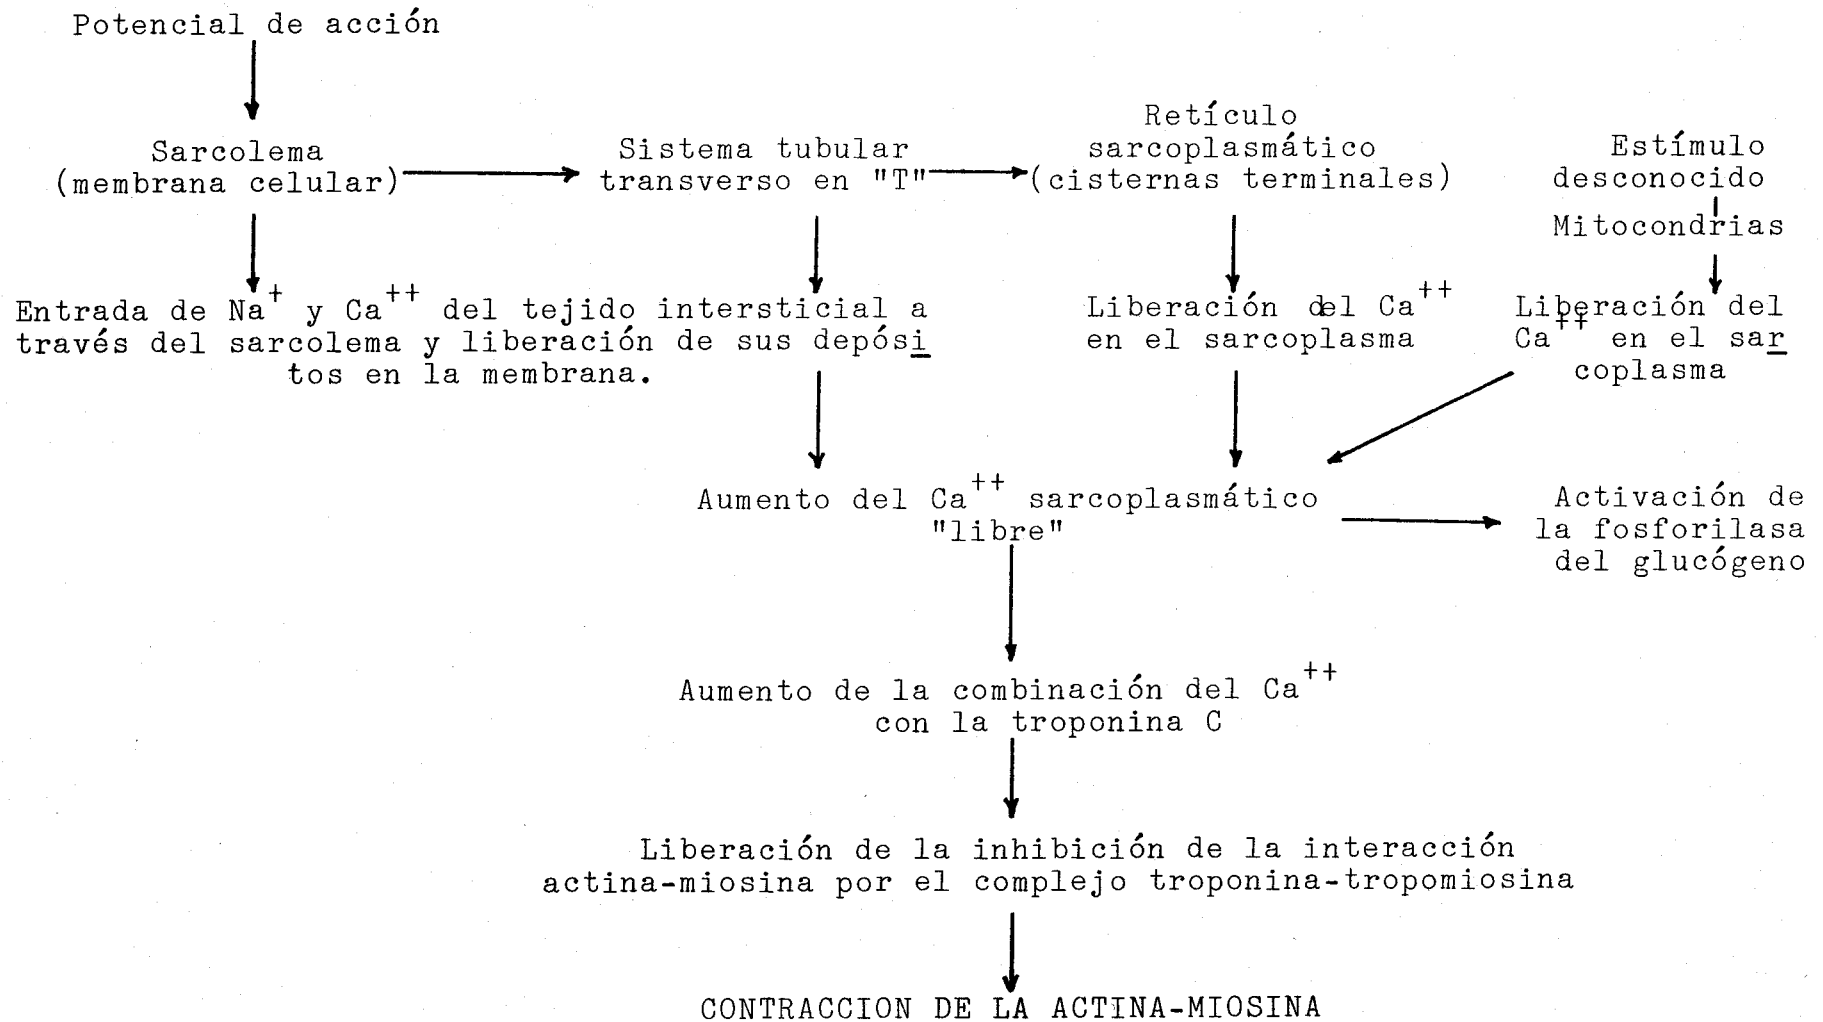 Potencial de acción
Sarcolema
(membrana celular)
Sistema tubular
transverso en "T"
Retículo
sarcoplasmático
(cisternas terminales)
Estímulo
desconocido
Mitocondrias
Entrada de Na⁺ y Ca⁺⁺ del tejido intersticial a
través del sarcolema y liberación de sus depósi
tos en la membrana.
Liberación del Ca⁺⁺
en el sarcoplasma
Liberación del
Ca⁺⁺ en el sar
coplasma
Aumento del Ca⁺⁺ sarcoplasmático
"libre"
Activación de
la fosforilasa
del glucógeno
Aumento de la combinación del Ca⁺⁺
con la troponina C
Liberación de la inhibición de la interacción
actina-miosina por el complejo troponina-tropomiosina
CONTRACCION DE LA ACTINA-MIOSINA